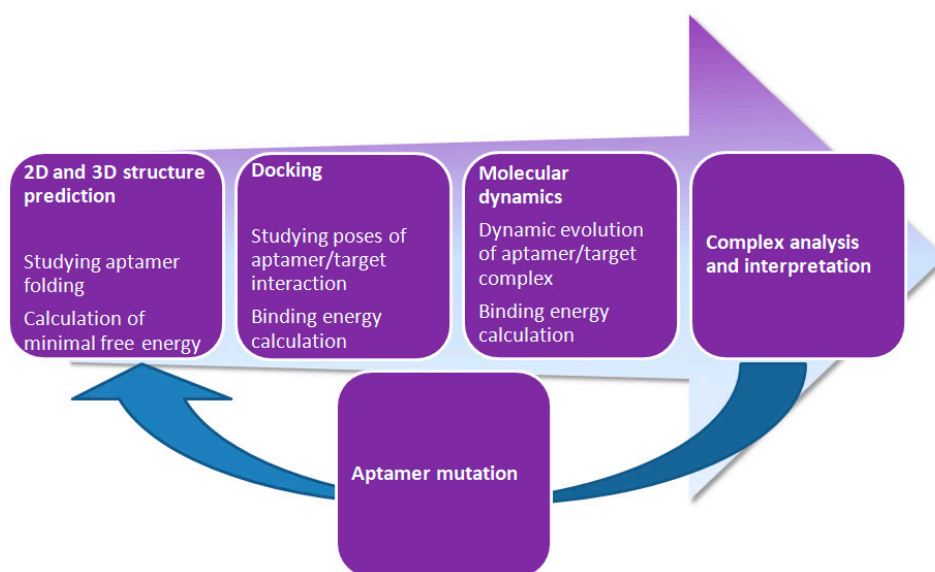 2D and 3D structure
prediction
Studying aptamer
folding
Calculation of
minimal free energy
Docking
Studying poses of
aptamer/target
interaction
Binding energy
calculation
Molecular
dynamics
Dynamic evolution
of aptamer/target
complex
Binding energy
calculation
Complex analysis
and interpretation
Aptamer mutation